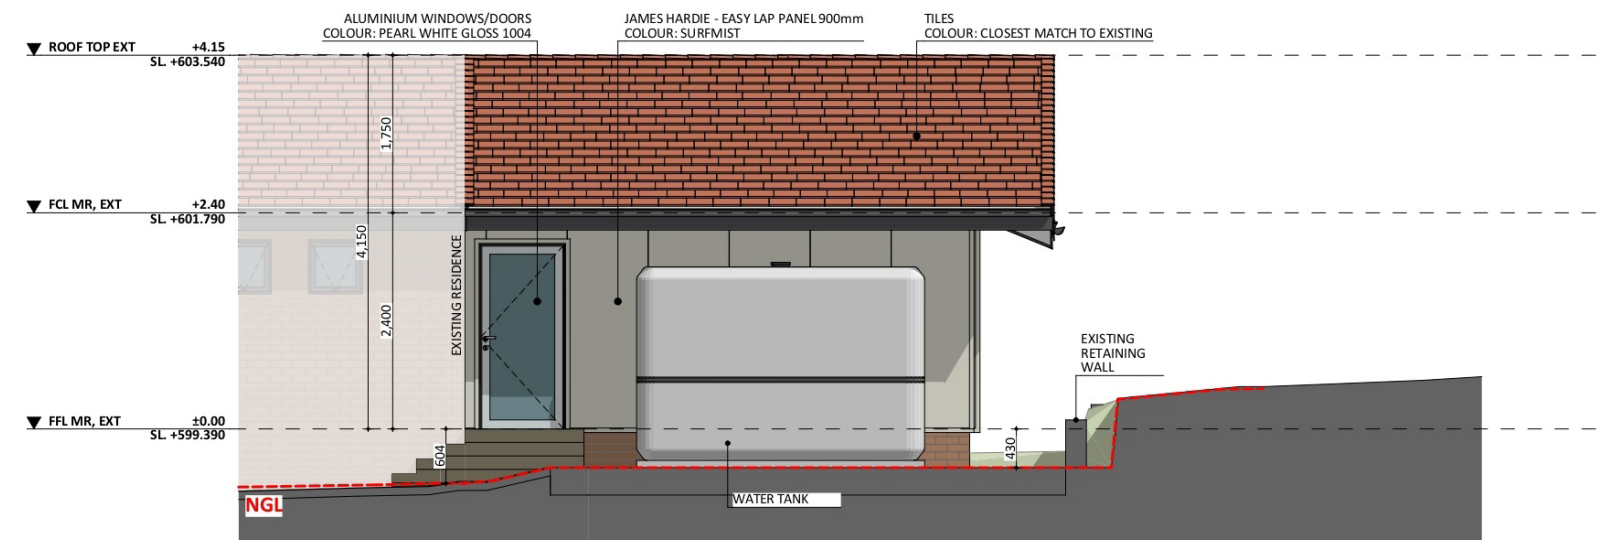 ALUMINIUM WINDOWS/DOORS
COLOUR: PEARL WHITE GLOSS 1004
JAMES HARDIE - EASY LAP PANEL 900mm
COLOUR: SURFMIST
TILES
COLOUR: CLOSEST MATCH TO EXISTING
ROOF TOP EXT +4.15
SL. +603.540
1,750
FCL MR, EXT +2.40
SL. +601.790
4,150
2,400
EXISTING RESIDENCE
EXISTING
RETAINING
WALL
FFL MR, EXT ±0.00
SL. +599.390
604
430
WATER TANK
NGL